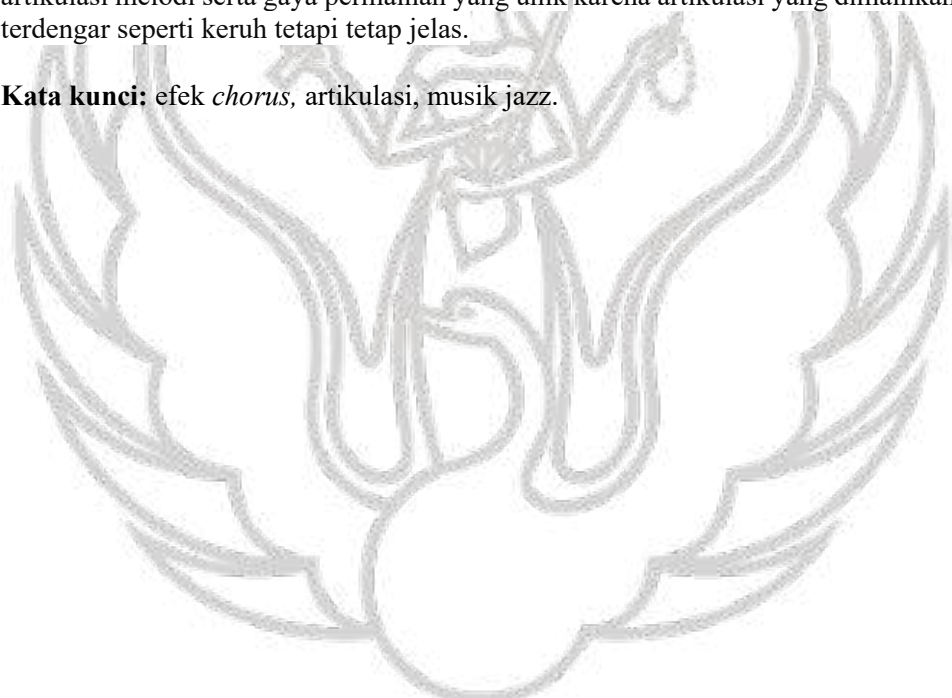 artikulasi melodi serta gaya permainan yang unik karena artikulasi yang dimainkan
terdengar seperti keruh tetapi tetap jelas.
Kata kunci: efek chorus, artikulasi, musik jazz.